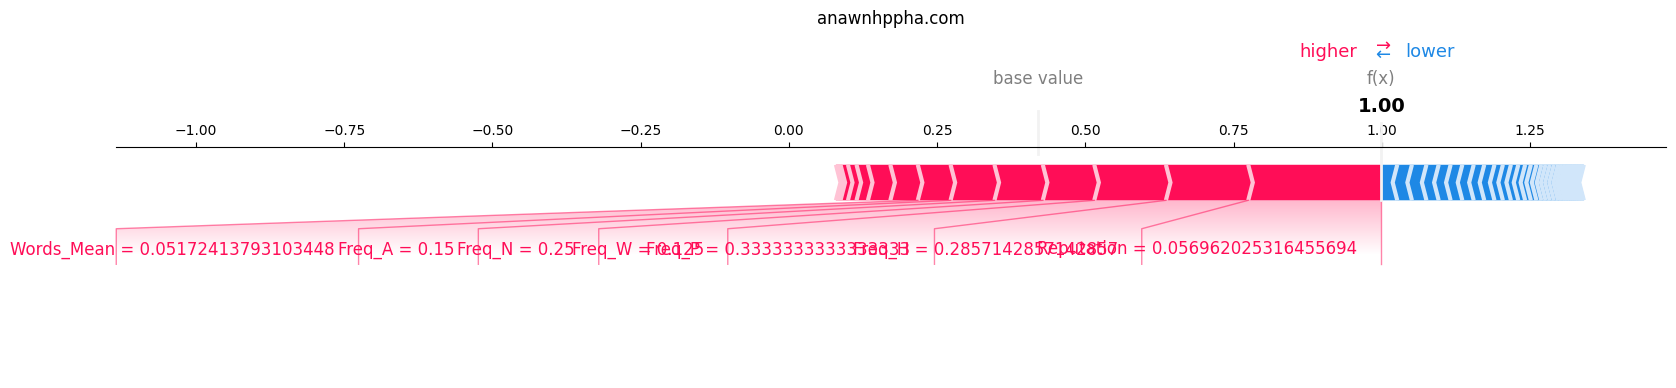 anawnhppha.com
higher ⇄ lower
base value f(x)
1.00
−1.00 −0.75 −0.50 −0.25 0.00 0.25 0.50 0.75 1.00 1.25
Words_Mean = 0.05172413793103448 Freq_A = 0.15 Freq_N = 0.25 Freq_W = 0.125 Freq_P = 0.3333333333333333 Freq_H = 0.2857142857142857 Reputation = 0.056962025316455694